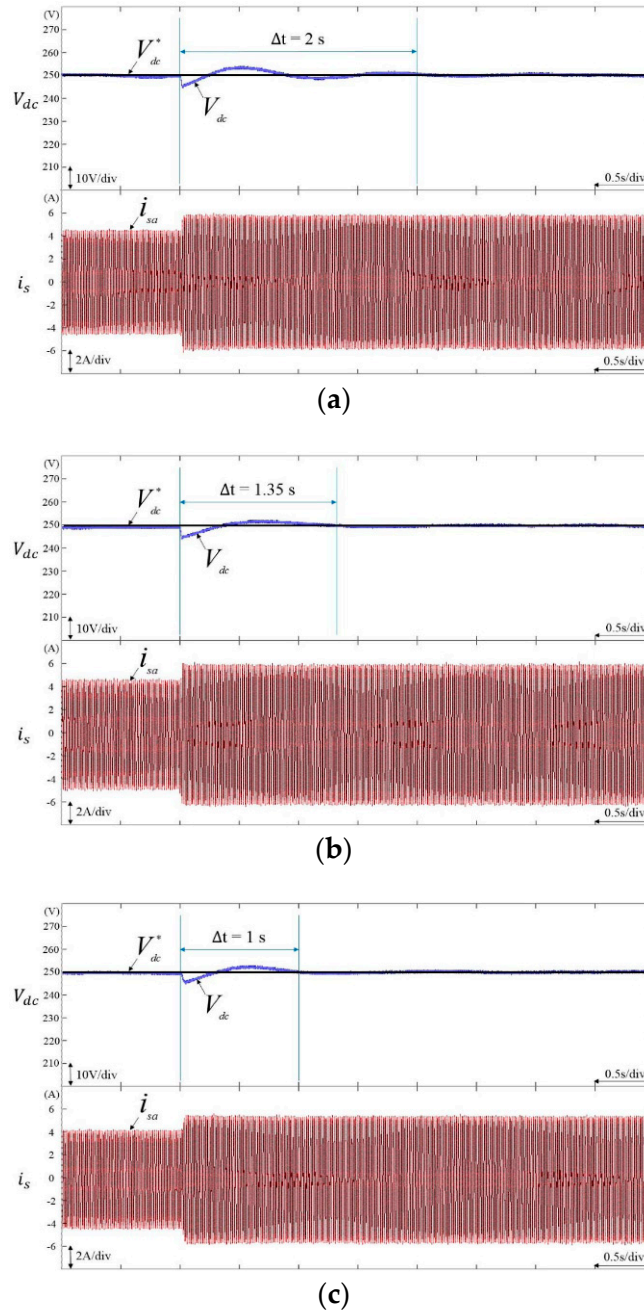 (V)
270
260
250
240
230
220
210
V*dc
Δt = 2 s
Vdc
Vdc
10V/div
0.5s/div
(A)
6
4
2
0
-2
-4
-6
isa
is
2A/div
0.5s/div
(a)
(V)
270
260
250
240
230
220
210
V*dc
Δt = 1.35 s
Vdc
Vdc
10V/div
0.5s/div
(A)
6
4
2
0
-2
-4
-6
isa
is
2A/div
0.5s/div
(b)
(V)
270
260
250
240
230
220
210
V*dc
Δt = 1 s
Vdc
Vdc
10V/div
0.5s/div
(A)
6
4
2
0
-2
-4
-6
isa
is
2A/div
0.5s/div
(c)